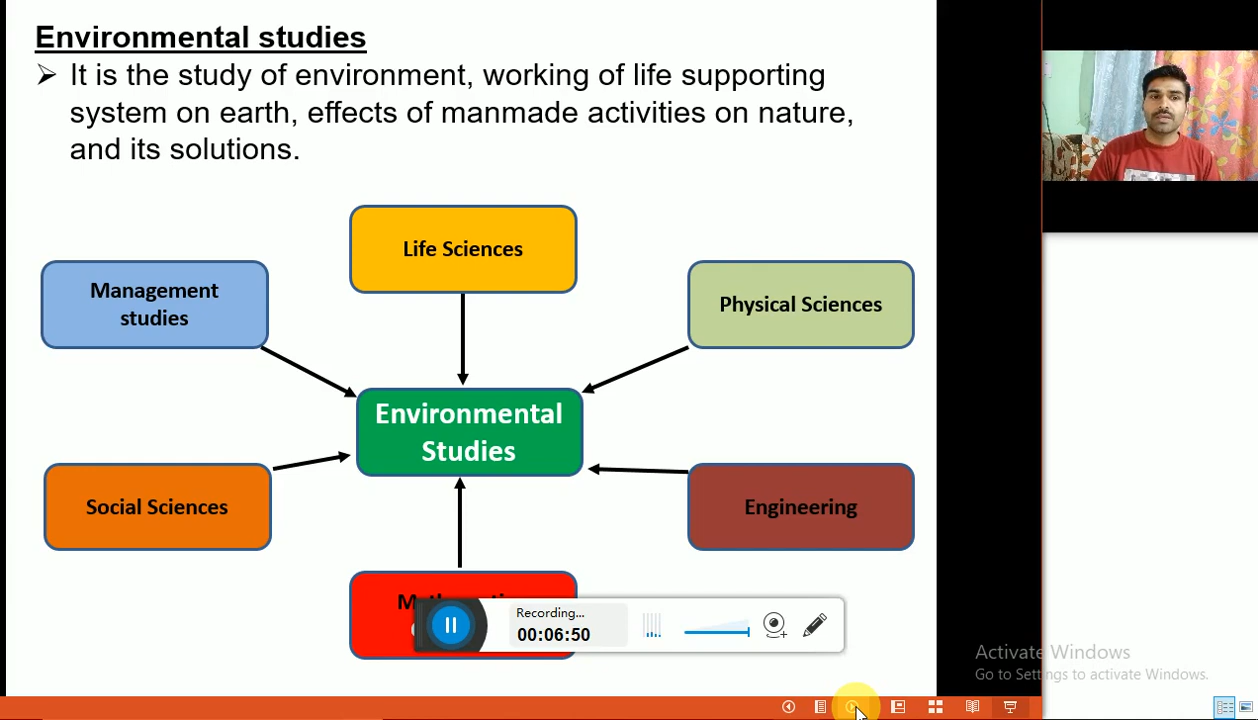 Environmental studies
➢ It is the study of environment, working of life supporting
system on earth, effects of manmade activities on nature,
and its solutions.
Life Sciences
Management
studies
Physical Sciences
Environmental
Studies
Social Sciences
Engineering
Recording...
00:06:50
Activate Windows
Go to Settings to activate Windows.